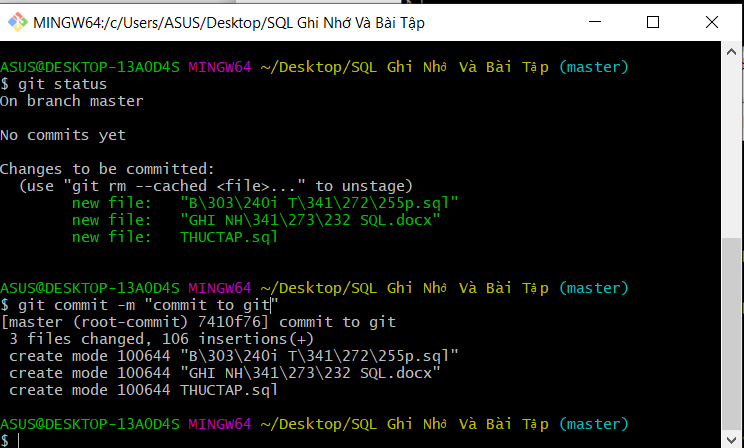 MINGW64:/c/Users/ASUS/Desktop/SQL Ghi Nhớ Và Bài Tập
ASUS@DESKTOP-13A0D4S MINGW64 ~/Desktop/SQL Ghi Nhớ Và Bài Tập (master)
$ git status
On branch master
No commits yet
Changes to be committed:
(use "git rm --cached <file>..." to unstage)
new file: "B\303\240i T\341\272\255p.sql"
new file: "GHI NH\341\273\232 SQL.docx"
new file: THUCTAP.sql
ASUS@DESKTOP-13A0D4S MINGW64 ~/Desktop/SQL Ghi Nhớ Và Bài Tập (master)
$ git commit -m "commit to git"
[master (root-commit) 7410f76] commit to git
3 files changed, 106 insertions(+)
create mode 100644 "B\303\240i T\341\272\255p.sql"
create mode 100644 "GHI NH\341\273\232 SQL.docx"
create mode 100644 THUCTAP.sql
ASUS@DESKTOP-13A0D4S MINGW64 ~/Desktop/SQL Ghi Nhớ Và Bài Tập (master)
$